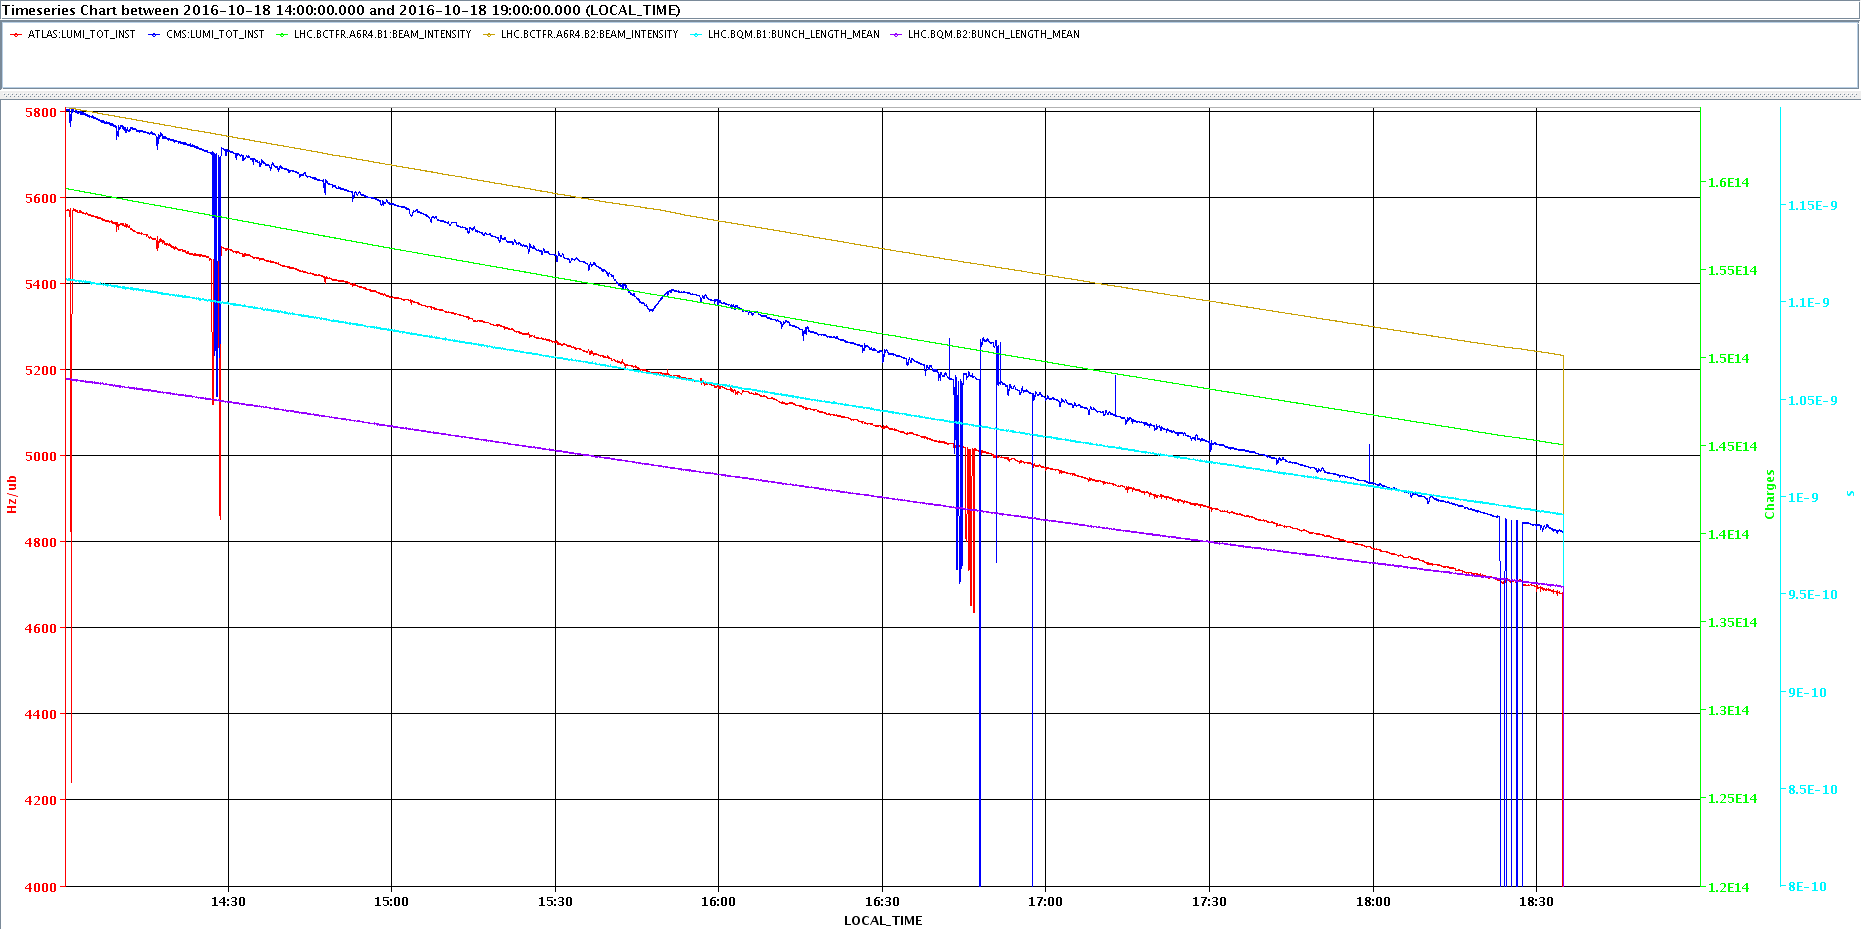 Timeseries Chart between 2016-10-18 14:00:00.000 and 2016-10-18 19:00:00.000 (LOCAL_TIME)
ATLAS:LUMI_TOT_INST CMS:LUMI_TOT_INST LHC.BCTFR.A6R4.B1:BEAM_INTENSITY LHC.BCTFR.A6R4.B2:BEAM_INTENSITY LHC.BQM.B1:BUNCH_LENGTH_MEAN LHC.BQM.B2:BUNCH_LENGTH_MEAN
5800
5600
5400
5200
5000
4800
4600
4400
4200
4000
Hz/ub
1.6E14
1.55E14
1.5E14
1.45E14
1.4E14
1.35E14
1.3E14
1.25E14
1.2E14
Charges
1.15E-9
1.1E-9
1.05E-9
1E-9
9.5E-10
9E-10
8.5E-10
8E-10
s
14:30 15:00 15:30 16:00 16:30 17:00 17:30 18:00 18:30
LOCAL_TIME